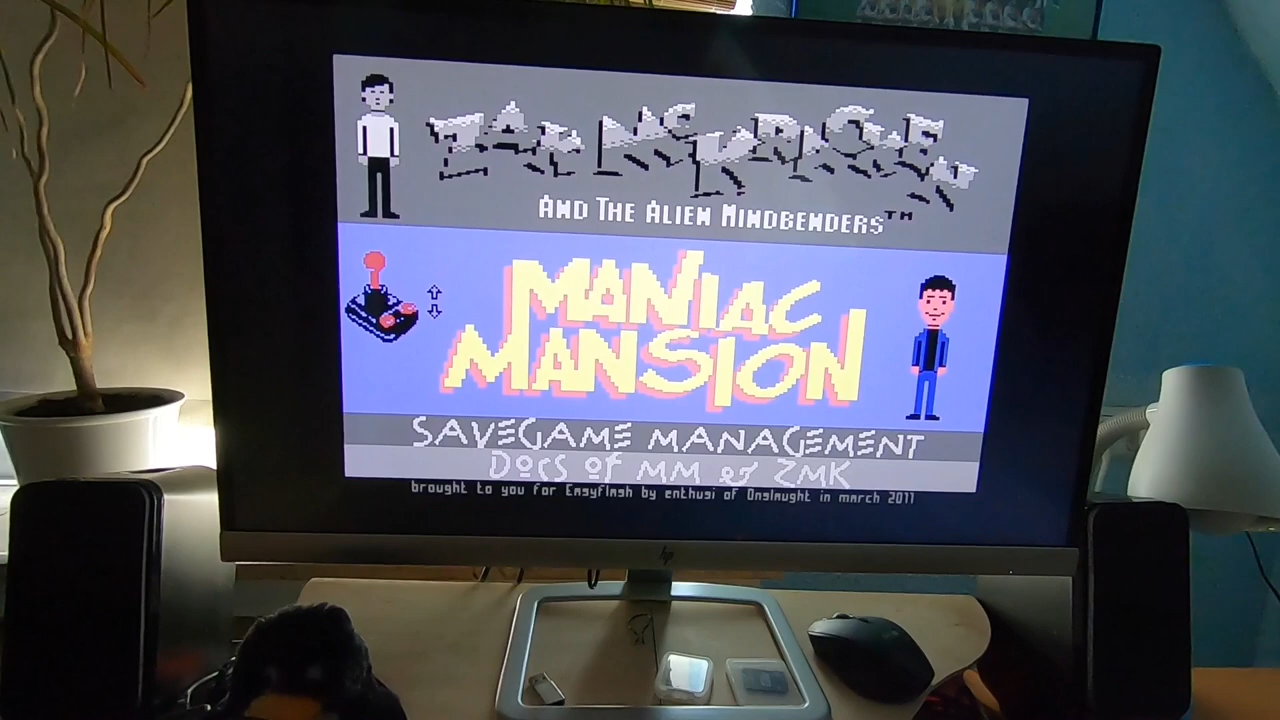 ZAK MCKRACKEN
AND THE ALIEN MINDBENDERS™
MANIAC
MANSION
SAVEGAME MANAGEMENT
DOCS OF MM & ZMK
brought to you for Easyflash by enthusi of Onslaught in march 2011
hp